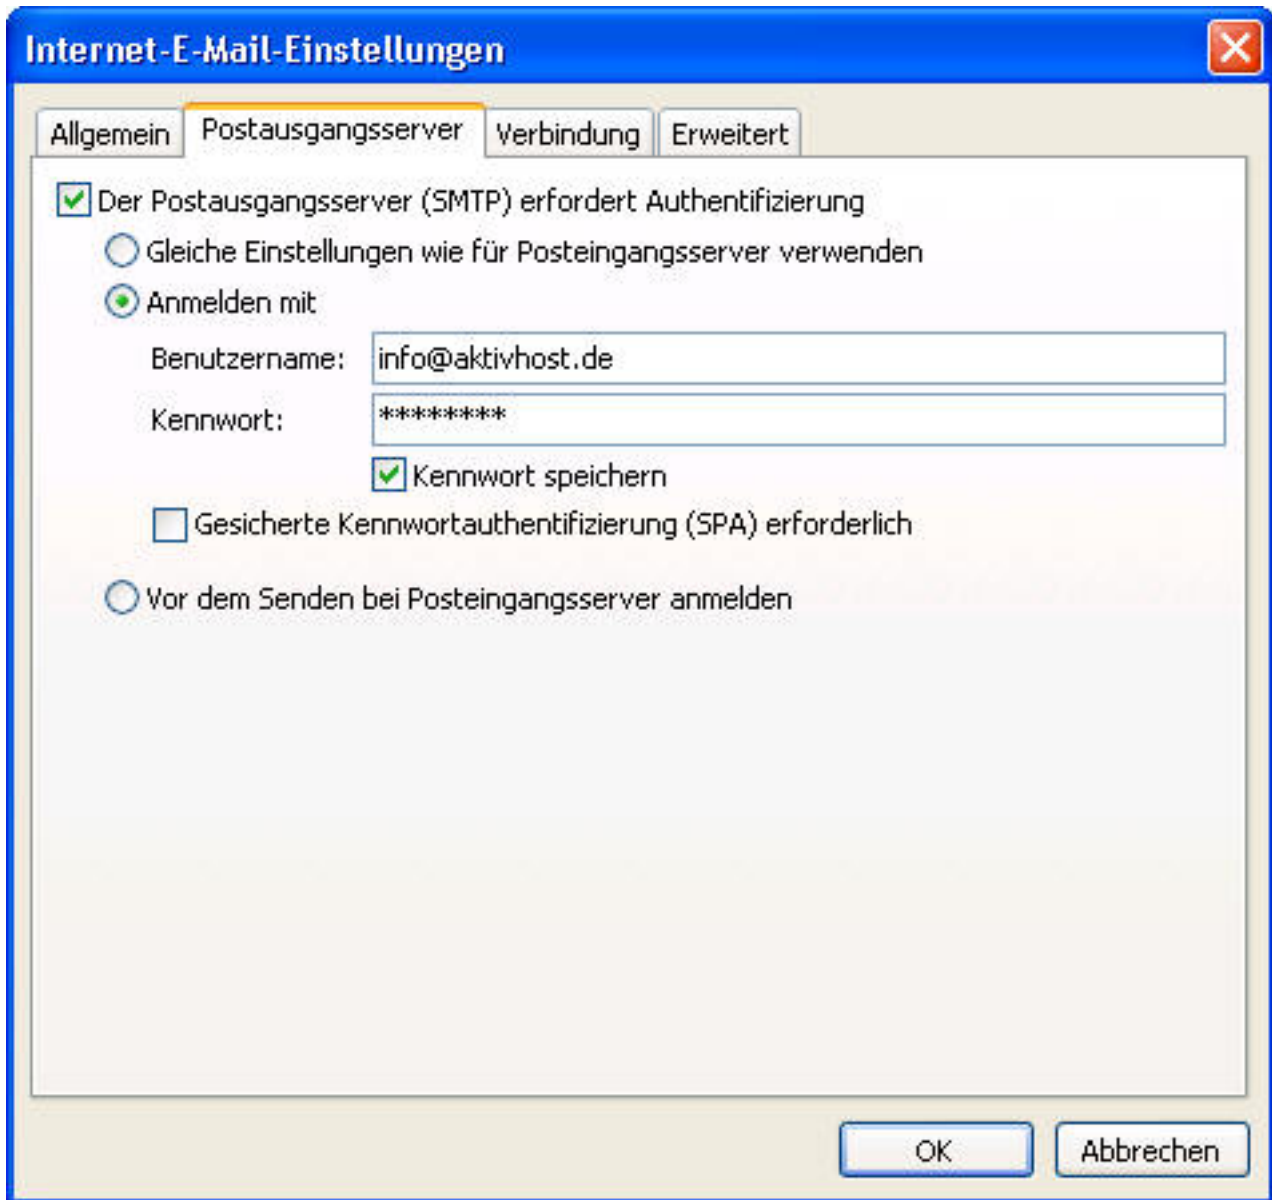 Internet-E-Mail-Einstellungen
Allgemein Postausgangsserver Verbindung Erweitert
Der Postausgangsserver (SMTP) erfordert Authentifizierung
Gleiche Einstellungen wie für Posteingangsserver verwenden
Anmelden mit
Benutzername: info@aktivhost.de
Kennwort: ********
Kennwort speichern
Gesicherte Kennwortauthentifizierung (SPA) erforderlich
Vor dem Senden bei Posteingangsserver anmelden
OK Abbrechen